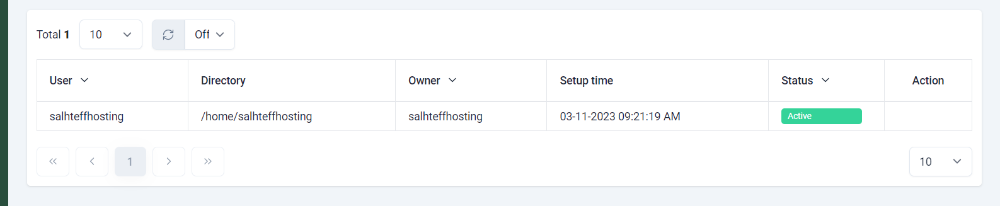 Total 1 10 Off
User Directory Owner Setup time Status Action
salhteffhosting /home/salhteffhosting salhteffhosting 03-11-2023 09:21:19 AM Active
« ‹ 1 › » 10